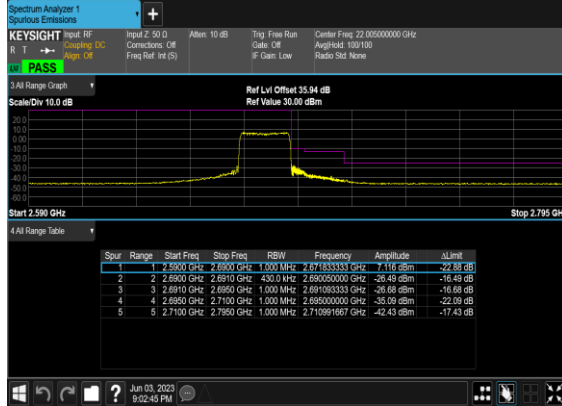 Spectrum Analyzer 1
Spurious Emissions
+
KEYSIGHT Input: RF Input Z: 50 Ω Atten: 10 dB Trig: Free Run Center Freq: 22.005000000 GHz
R T Coupling: DC Corrections: Off Gate: Off Avg|Hold: 100/100
Align: Off Freq Ref: Int (S) IF Gain: Low Radio Std: None
PASS
3 All Range Graph
Ref Lvl Offset 35.94 dB
Scale/Div 10.0 dB Ref Value 30.00 dBm
20.0
10.0
0.00
-10.0
-20.0
-30.0
-40.0
-50.0
-60.0
Start 2.590 GHz Stop 2.795 GH
4 All Range Table
Spur Range Start Freq Stop Freq RBW Frequency Amplitude ΔLimit
1 1 2.5900 GHz 2.6900 GHz 1.000 MHz 2.671833333 GHz 7.116 dBm -22.88 dB
2 2 2.6900 GHz 2.6910 GHz 430.0 kHz 2.690050000 GHz -26.49 dBm -16.49 dB
3 3 2.6910 GHz 2.6950 GHz 1.000 MHz 2.691093333 GHz -26.68 dBm -16.68 dB
4 4 2.6950 GHz 2.7100 GHz 1.000 MHz 2.695000000 GHz -35.09 dBm -22.09 dB
5 5 2.7100 GHz 2.7950 GHz 1.000 MHz 2.710991667 GHz -42.43 dBm -17.43 dB
? Jun 03, 2023
9:02:45 PM